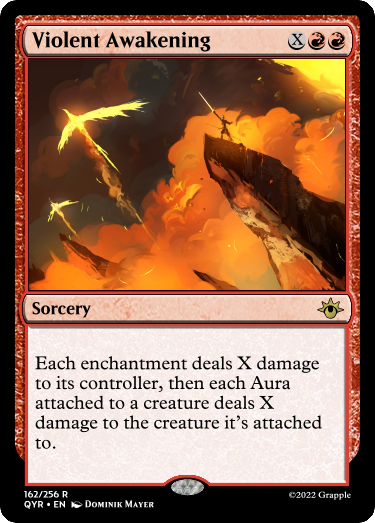 Violent Awakening X R R
Sorcery
Each enchantment deals X damage
to its controller, then each Aura
attached to a creature deals X
damage to the creature it's attached
to.
162/256 R
QYR • EN Dominik Mayer
©2022 Grapple